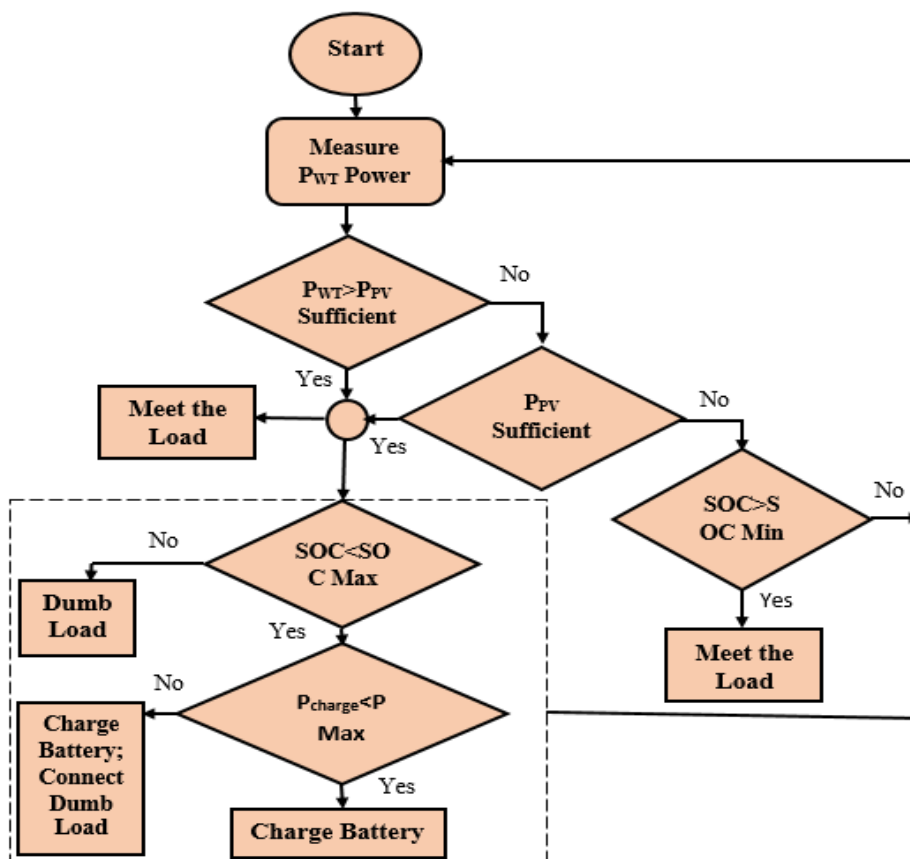 Start
Measure
PWT Power
PWT>PPV
Sufficient
No
Yes
Meet the
Load
PPV
Sufficient
Yes
No
SOC>S
OC Min
No
Yes
Meet the
Load
SOC<SO
C Max
No
Dumb
Load
Yes
Pcharge<P
Max
No
Charge
Battery;
Connect
Dumb
Load
Yes
Charge Battery